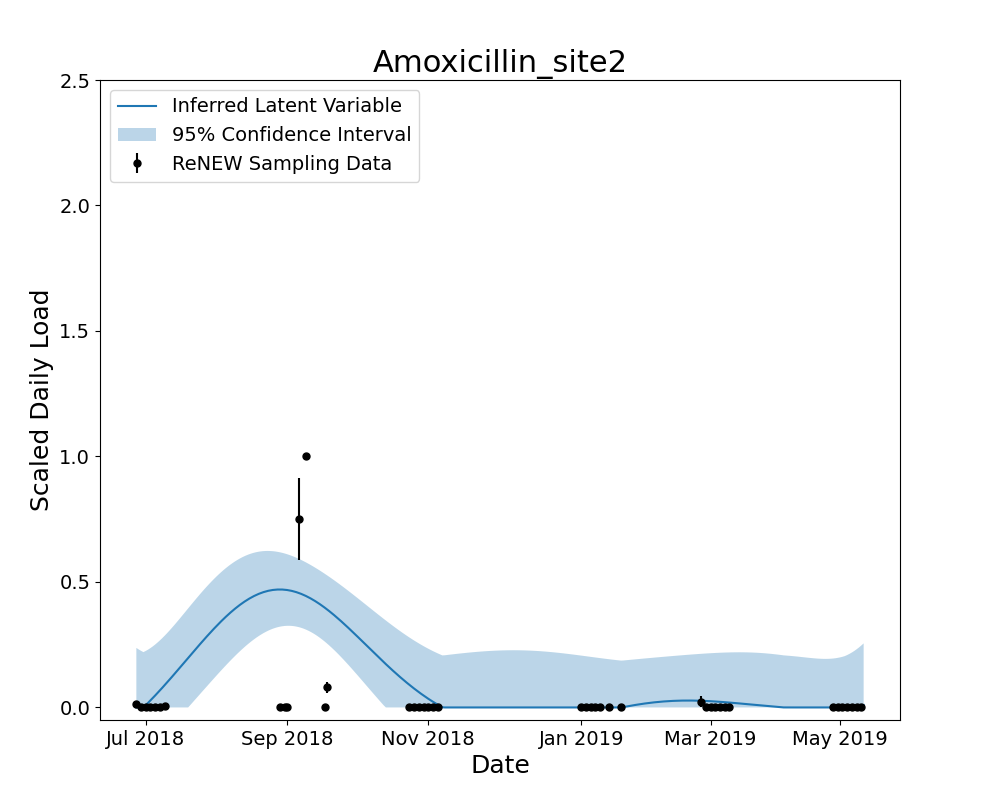 Amoxicillin_site2
Inferred Latent Variable
95% Confidence Interval
ReNEW Sampling Data
Scaled Daily Load
2.5
2.0
1.5
1.0
0.5
0.0
Jul 2018 Sep 2018 Nov 2018 Jan 2019 Mar 2019 May 2019
Date